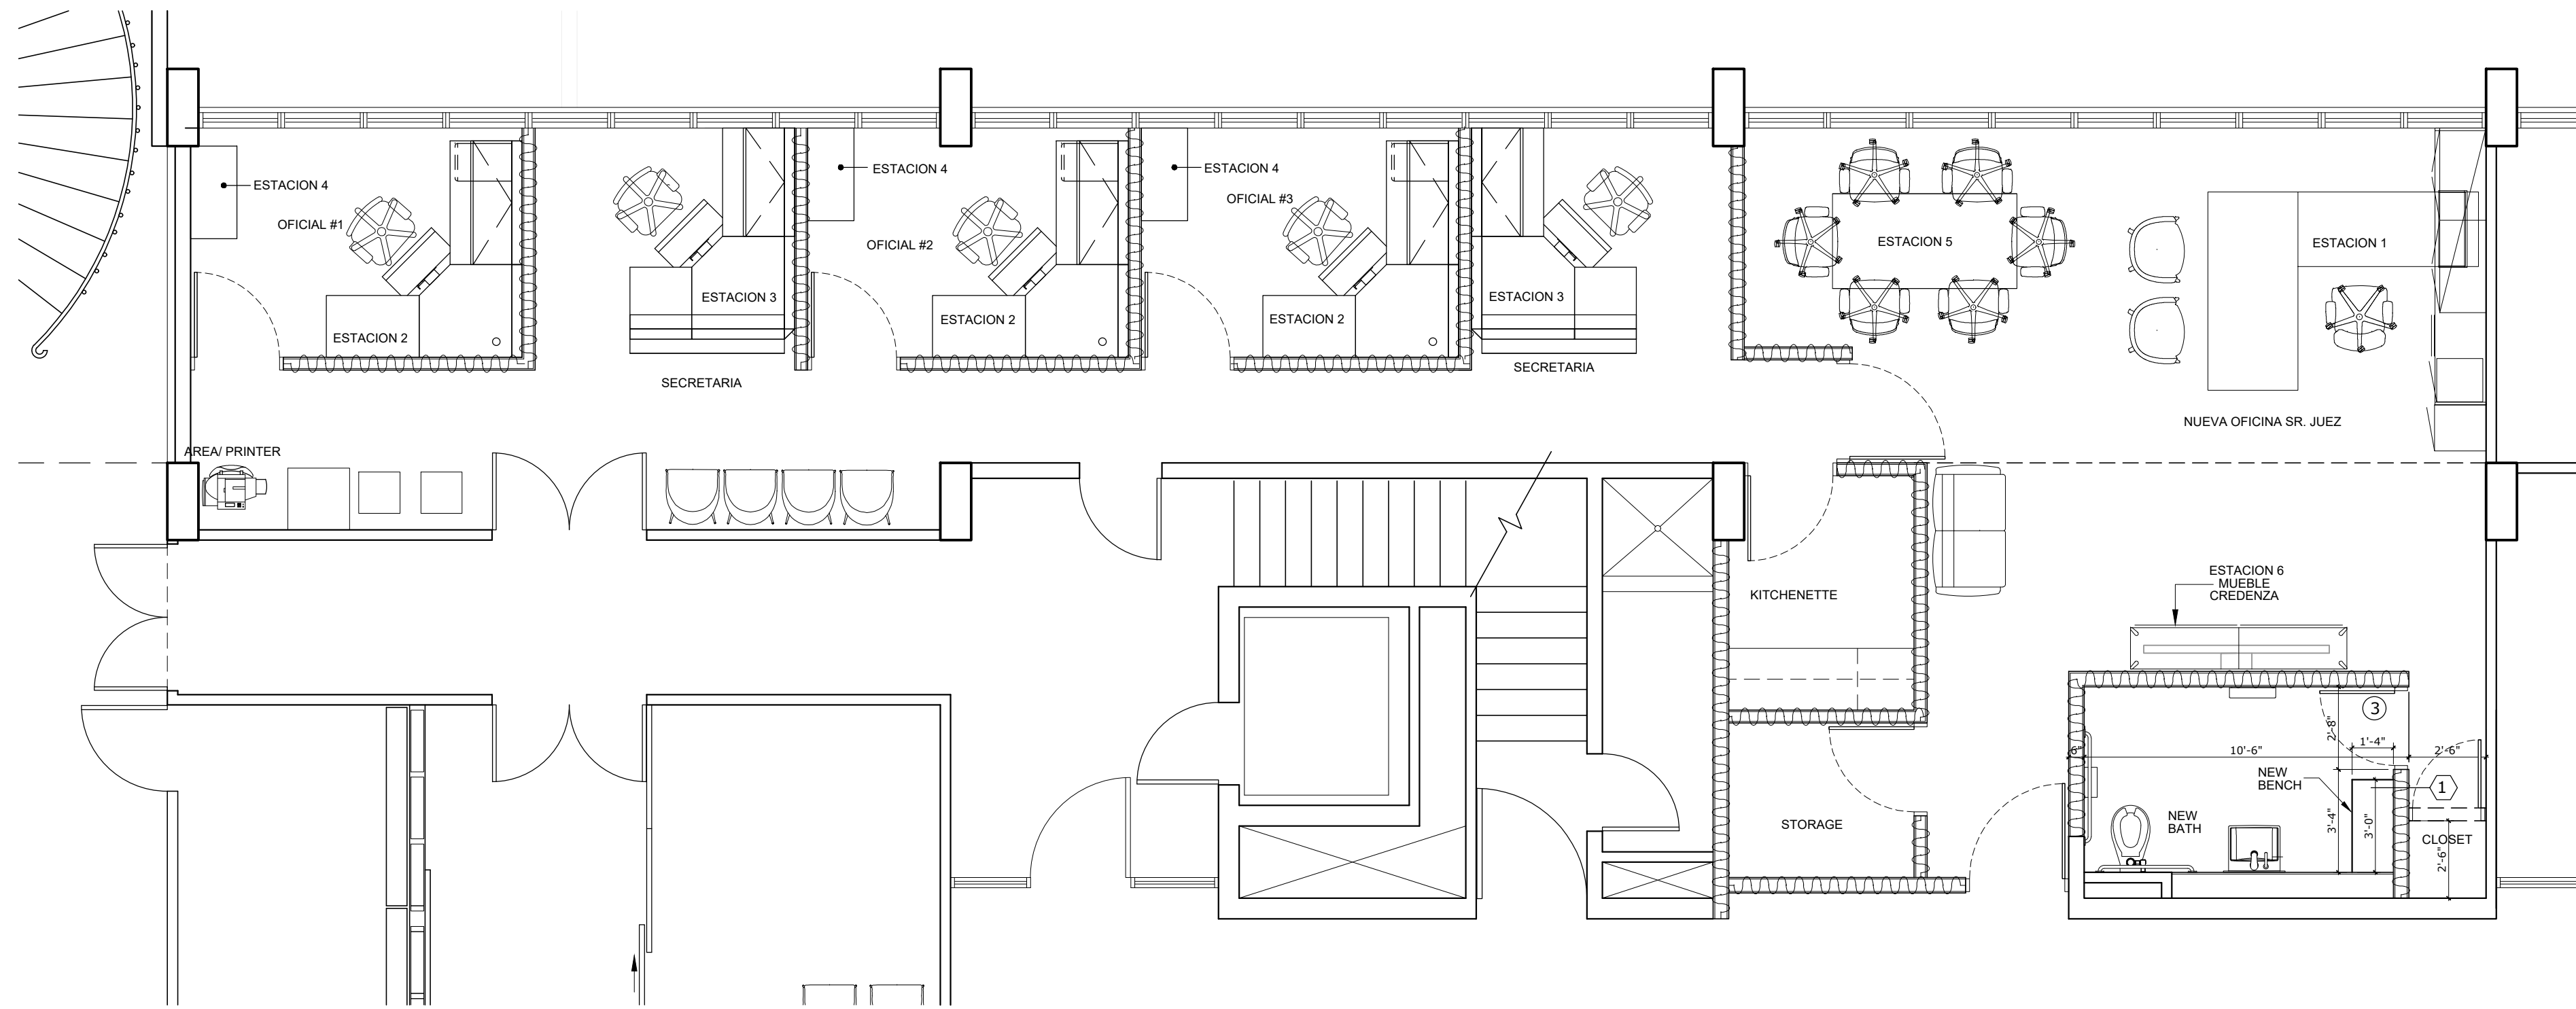 ESTACION 4
OFICIAL #1
ESTACION 2
ESTACION 3
SECRETARIA
ESTACION 4
OFICIAL #2
ESTACION 2
ESTACION 4
OFICIAL #3
ESTACION 2
ESTACION 3
SECRETARIA
ESTACION 5
ESTACION 1
NUEVA OFICINA SR. JUEZ
AREA/ PRINTER
KITCHENETTE
STORAGE
ESTACION 6
MUEBLE
CREDENZA
3
2'-8"
1'-4"
6"
10'-6"
2'-6"
NEW
BENCH
1
NEW
BATH
3'-4"
3'-0"
CLOSET
2'-6"